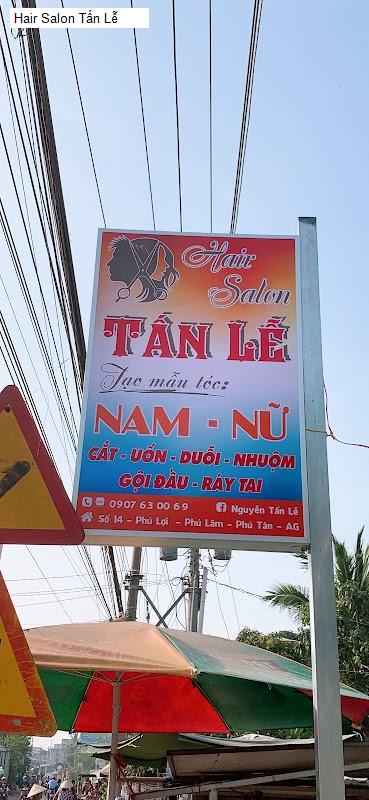 Hair Salon Tấn Lễ
Hair
Salon
TẤN LỄ
Tạo mẫu tóc:
NAM - NỮ
CẮT - UỐN - DUỖI - NHUỘM
GỘI ĐẦU - RÁY TAI
0907 63 00 69
Nguyễn Tấn Lễ
Số 14 - Phú Lợi - Phú Lâm - Phú Tân - AG